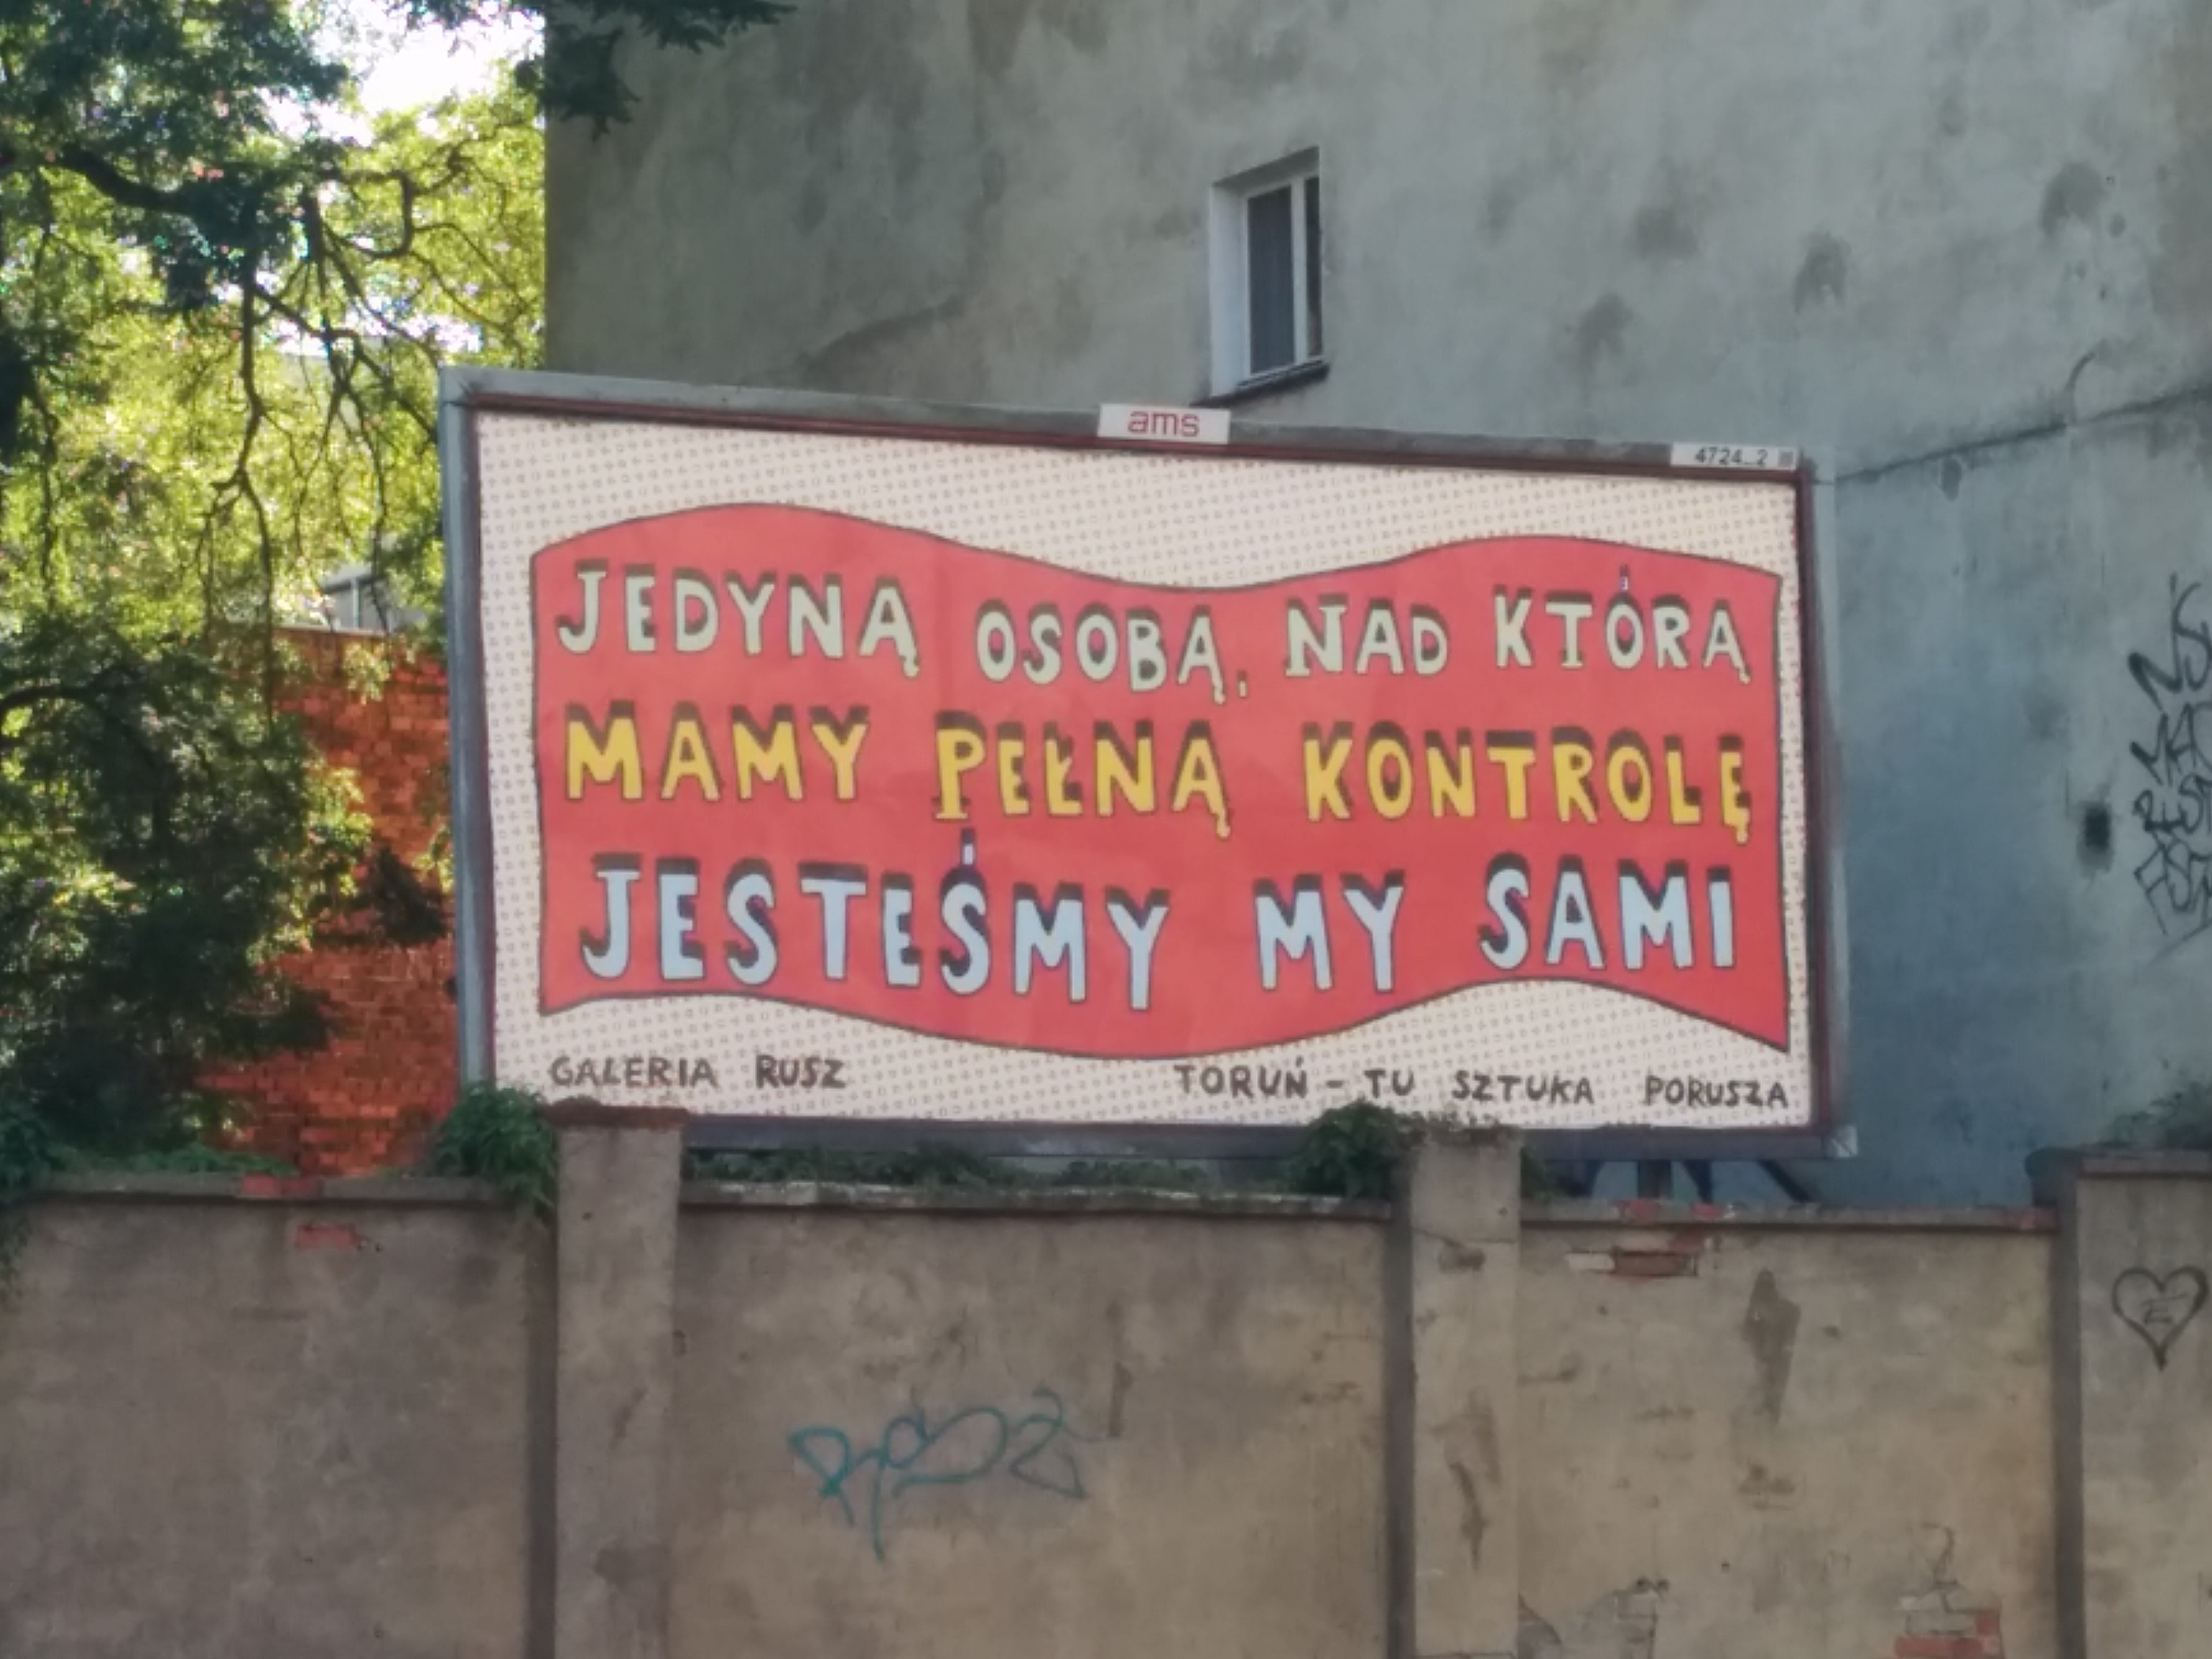 ams
4724_2
JEDYNĄ OSOBĄ, NAD KTÓRĄ
MAMY PEŁNĄ KONTROLĘ
JESTEŚMY MY SAMI
GALERIA RUSZ
TORUŃ - TU SZTUKA PORUSZA